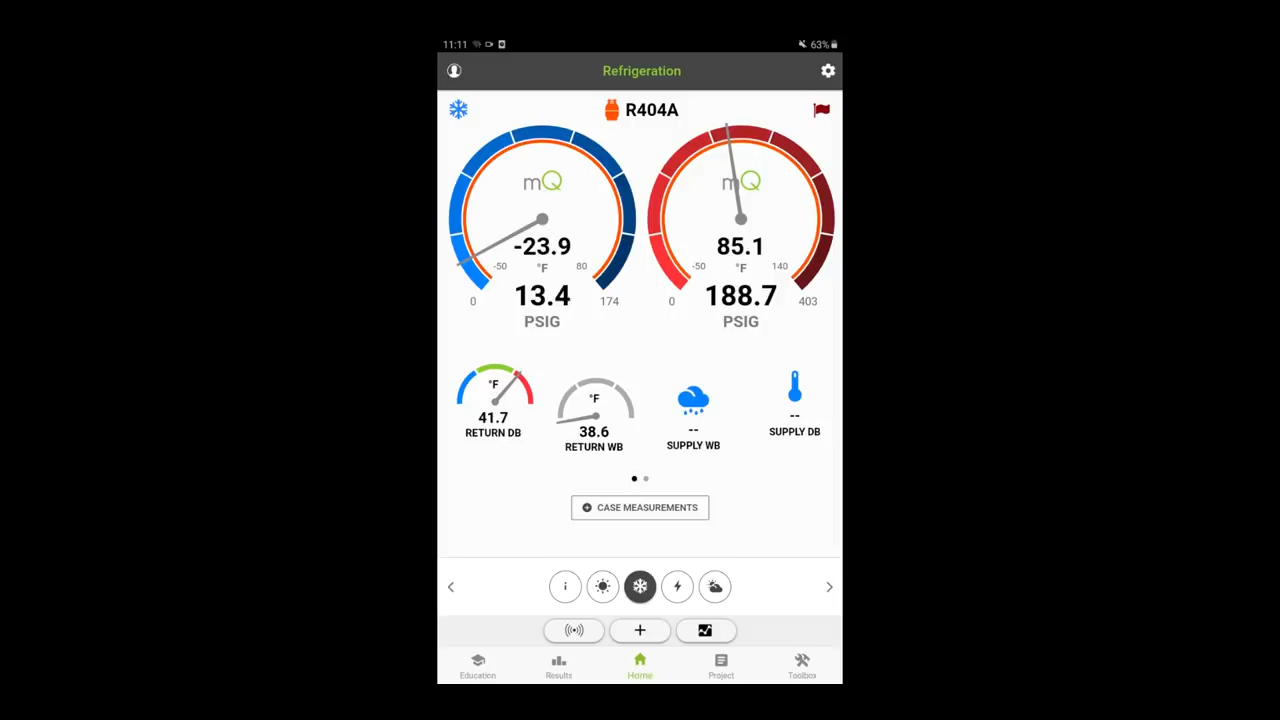 11:11 63%
Refrigeration
R404A
mQ mQ
-23.9 85.1
-50 °F 80 -50 °F 140
0 13.4 174 0 188.7 403
PSIG PSIG
°F °F
41.7 38.6 -- --
RETURN DB RETURN WB SUPPLY WB SUPPLY DB
CASE MEASUREMENTS
Education Results Home Project Toolbox